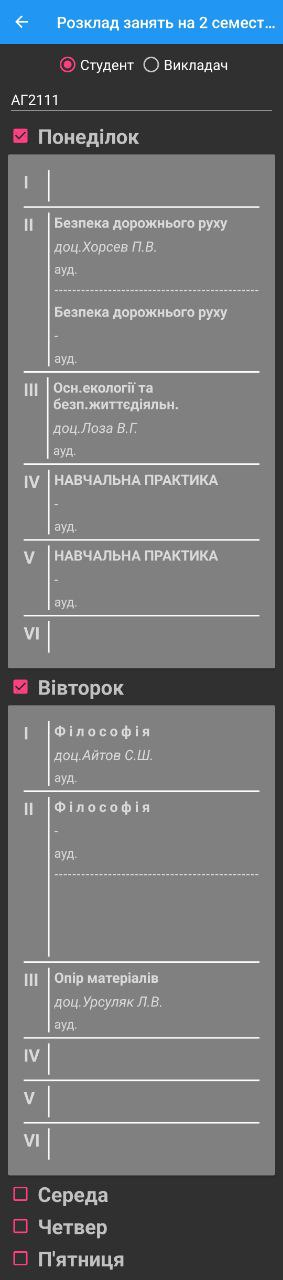 Розклад занять на 2 семест...
Студент
Викладач
АГ2111
Понеділок
I
II
Безпека дорожнього руху
доц.Хорсев П.В.
ауд.
----------------------------------------------
Безпека дорожнього руху
-
ауд.
III
Осн.екології та
безп.життєдіяльн.
доц.Лоза В.Г.
ауд.
IV
НАВЧАЛЬНА ПРАКТИКА
-
ауд.
V
НАВЧАЛЬНА ПРАКТИКА
-
ауд.
VI
Вівторок
I
Ф і л о с о ф і я
доц.Айтов С.Ш.
ауд.
II
Ф і л о с о ф і я
-
ауд.
----------------------------------------------
III
Опір матеріалів
доц.Урсуляк Л.В.
ауд.
IV
V
VI
Середа
Четвер
П'ятниця